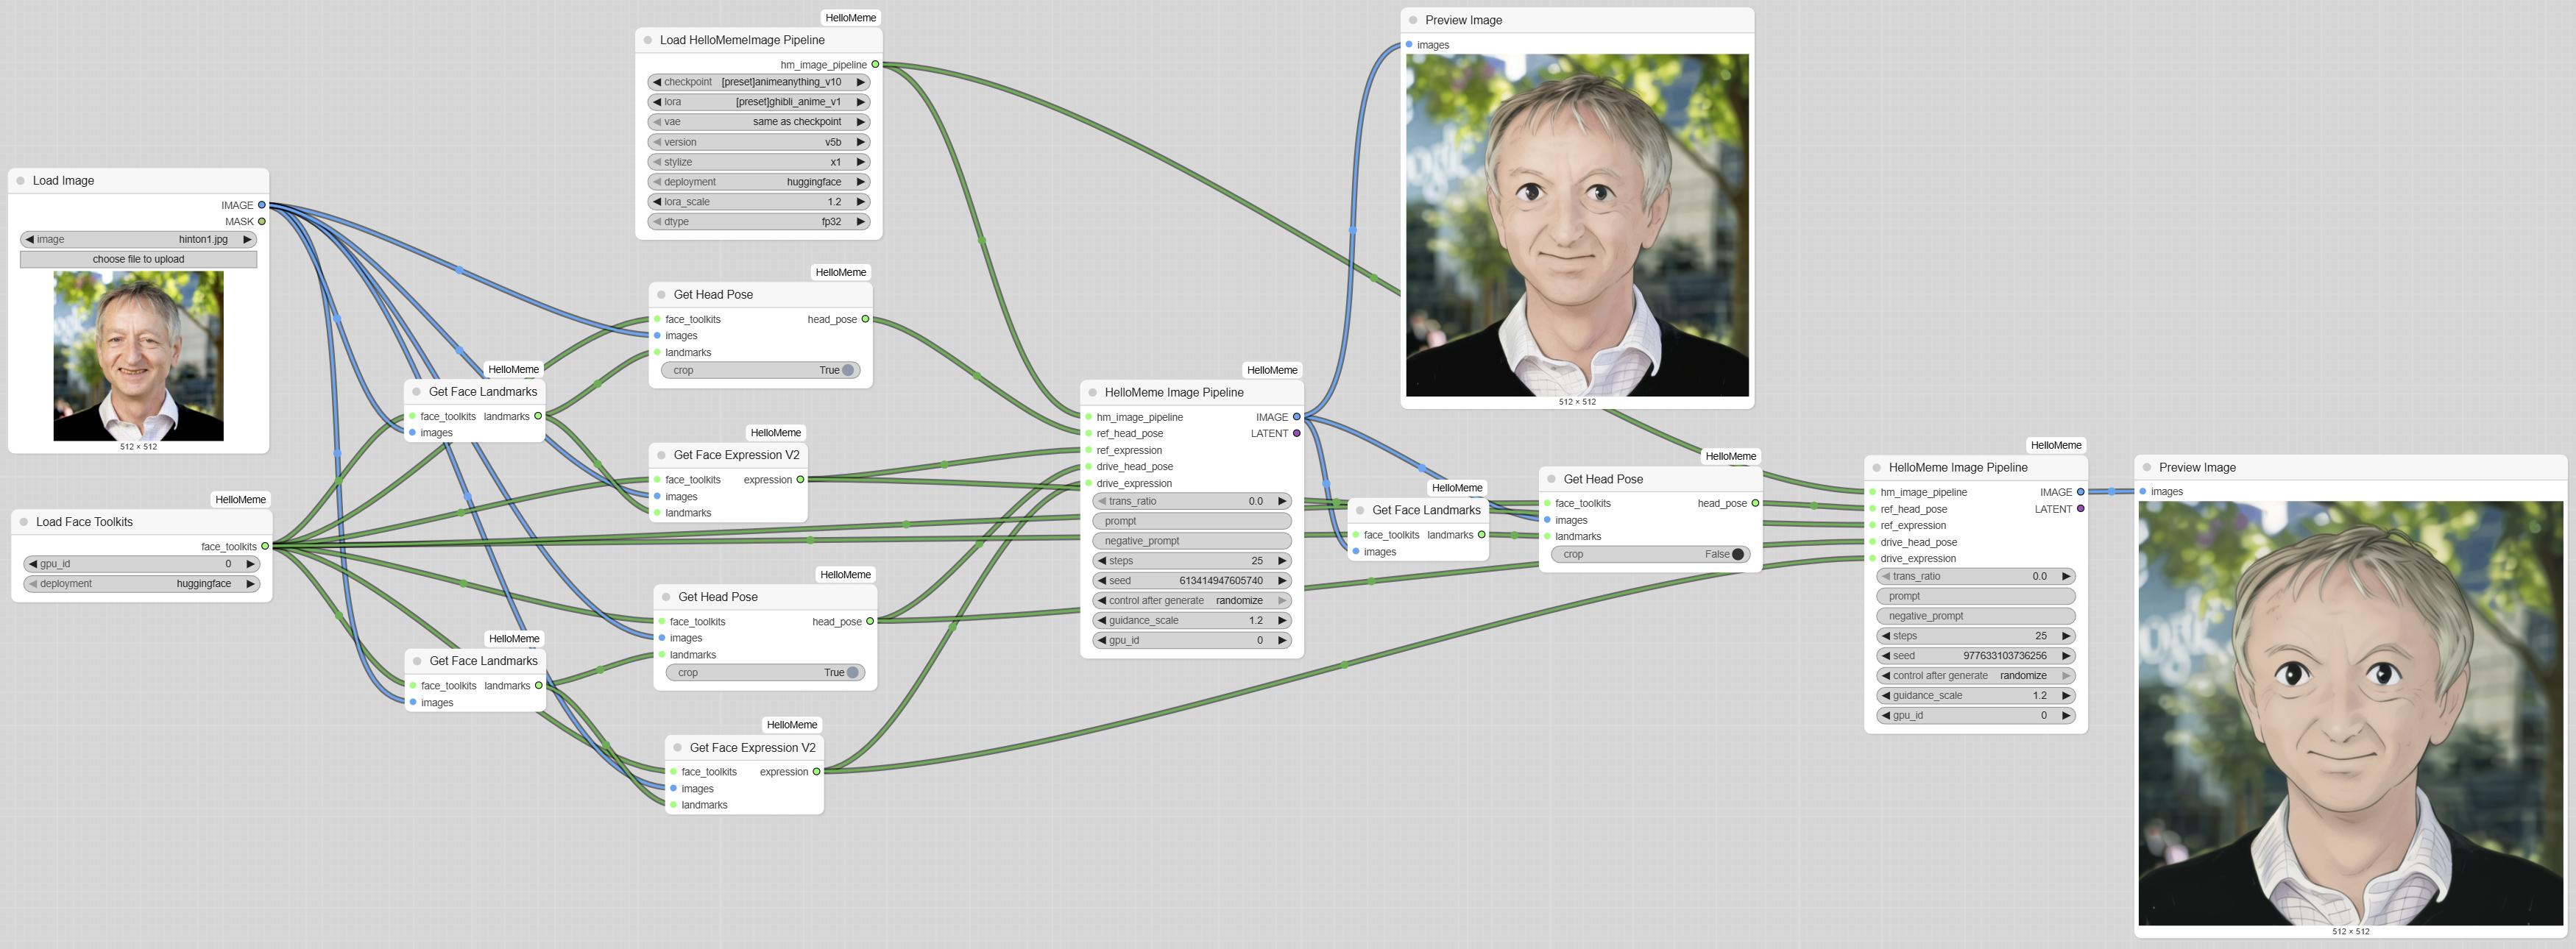 HelloMeme
Load HelloMemeImage Pipeline
hm_image_pipeline
checkpoint [preset]animeanything_v10
lora [preset]ghibli_anime_v1
vae same as checkpoint
version v5b
stylize x1
deployment huggingface
lora_scale 1.2
dtype fp32
Preview Image
images
512 × 512
Load Image
IMAGE
MASK
image hinton1.jpg
choose file to upload
512 × 512
HelloMeme
Get Head Pose
face_toolkits head_pose
images
landmarks
crop True
HelloMeme
Get Face Landmarks
face_toolkits landmarks
images
HelloMeme
Get Face Expression V2
face_toolkits expression
images
landmarks
HelloMeme
Load Face Toolkits
face_toolkits
gpu_id 0
deployment huggingface
HelloMeme
Get Head Pose
face_toolkits head_pose
images
landmarks
crop True
HelloMeme
Get Face Landmarks
face_toolkits landmarks
images
HelloMeme
Get Face Expression V2
face_toolkits expression
images
landmarks
HelloMeme
HelloMeme Image Pipeline
hm_image_pipeline IMAGE
ref_head_pose LATENT
ref_expression
drive_head_pose
drive_expression
trans_ratio 0.0
prompt
negative_prompt
steps 25
seed 613414947605740
control after generate randomize
guidance_scale 1.2
gpu_id 0
HelloMeme
Get Face Landmarks
face_toolkits landmarks
images
HelloMeme
Get Head Pose
face_toolkits head_pose
images
landmarks
crop False
HelloMeme
HelloMeme Image Pipeline
hm_image_pipeline IMAGE
ref_head_pose LATENT
ref_expression
drive_head_pose
drive_expression
trans_ratio 0.0
prompt
negative_prompt
steps 25
seed 977633103736256
control after generate randomize
guidance_scale 1.2
gpu_id 0
Preview Image
images
512 × 512